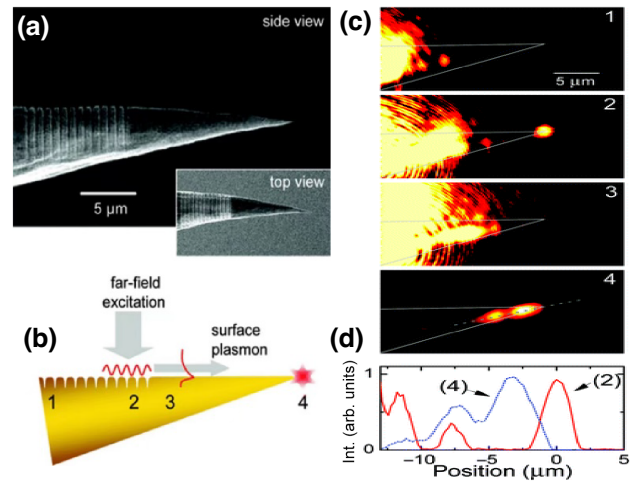 (a)
side view
5 µm
top view
(b)
far-field
excitation
surface
plasmon
1
2
3
4
(c)
1
5 µm
2
3
4
(d)
Int. (arb. units)
1
0
(4)
(2)
−10
−5
0
5
Position (µm)